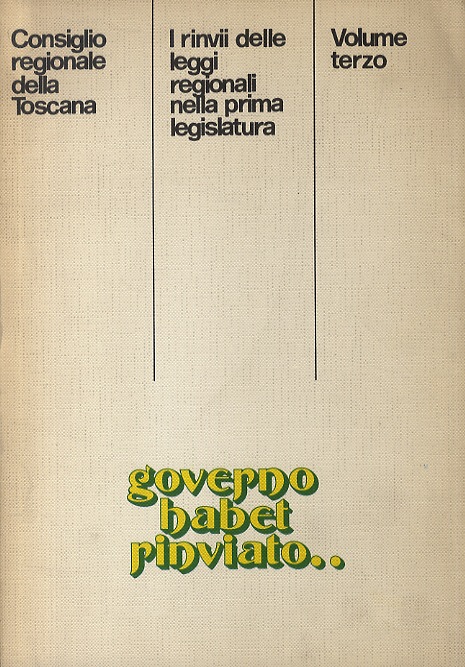 Consiglio
regionale
della
Toscana
I rinvii delle
leggi
regionali
nella prima
legislatura
Volume
terzo
governo
habet
rinviato..